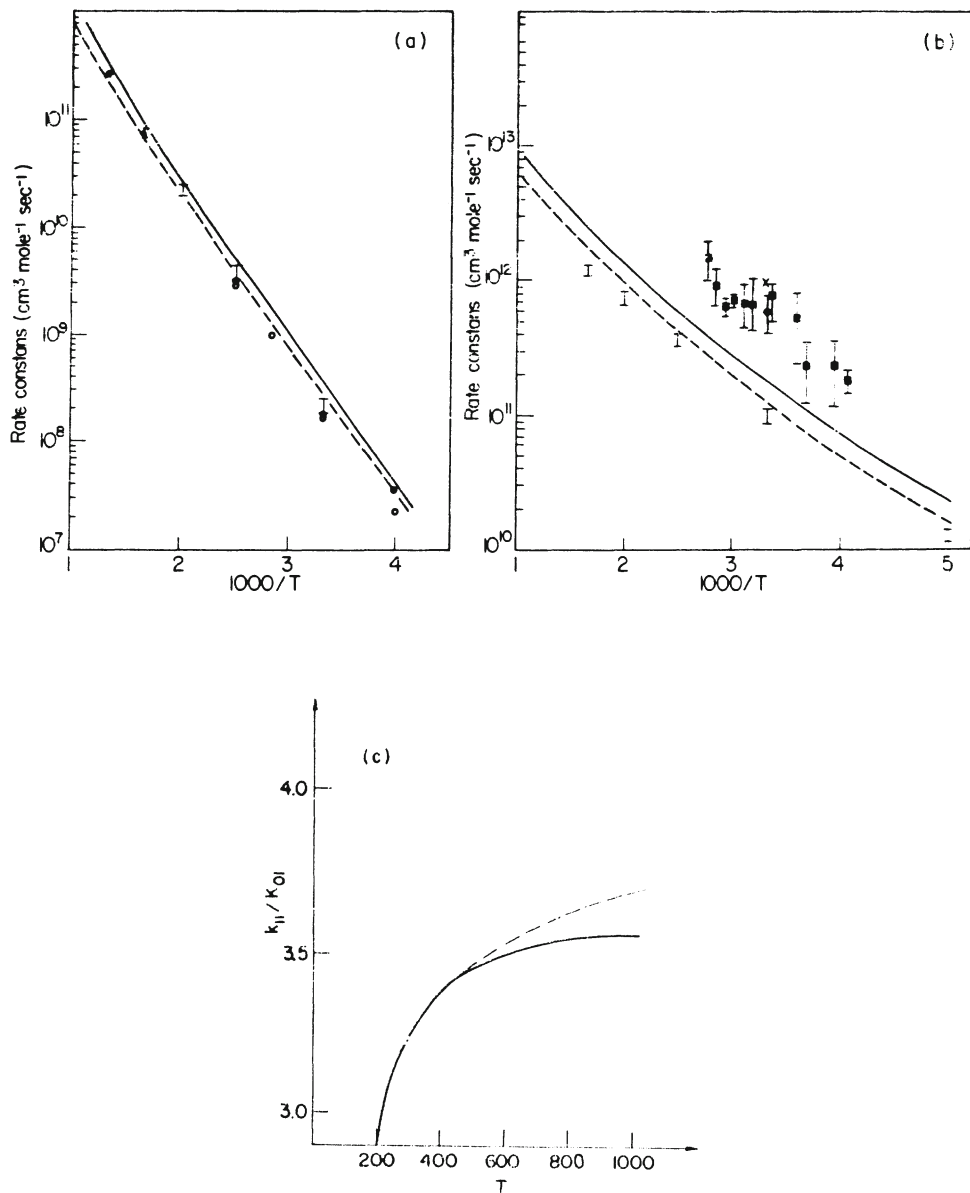 (a)
Rate constans (cm³ mole⁻¹ sec⁻¹)
10¹¹
10¹⁰
10⁹
10⁸
10⁷
1 2 3 4
1000/T
(b)
Rate constans (cm³ mole⁻¹ sec⁻¹)
10¹³
10¹²
10¹¹
10¹⁰
1 2 3 4 5
1000/T
(c)
k₁₁/k₀₁
4.0
3.5
3.0
200 400 600 800 1000
T